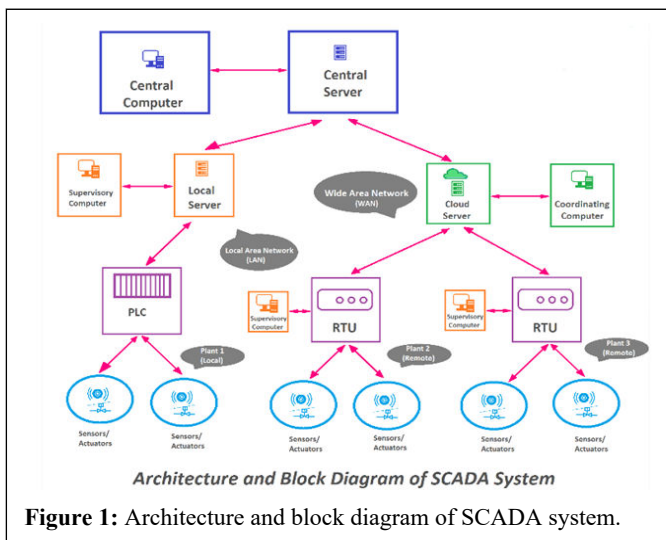 Central
Computer
Central
Server
Supervisory
Computer
Local
Server
Wide Area Network
(WAN)
Cloud
Server
Coordinating
Computer
Local Area Network
(LAN)
PLC
Supervisory
Computer
RTU
Supervisory
Computer
RTU
Plant 1
(Local)
Plant 2
(Remote)
Plant 3
(Remote)
Sensors/
Actuators
Sensors/
Actuators
Sensors/
Actuators
Sensors/
Actuators
Sensors/
Actuators
Sensors/
Actuators
Architecture and Block Diagram of SCADA System
Figure 1: Architecture and block diagram of SCADA system.